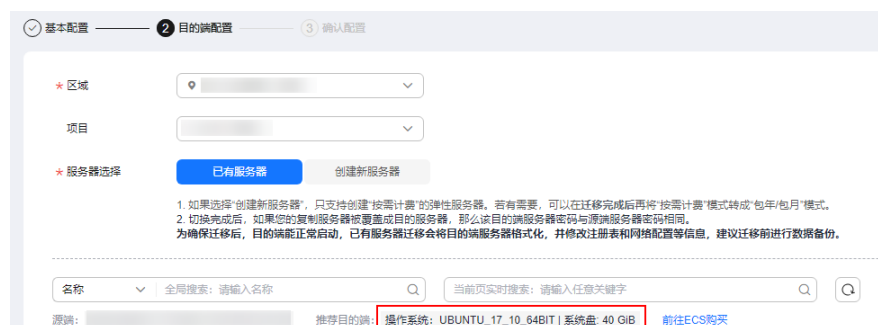 基本配置 2 目的端配置 3 确认配置
* 区域
项目
* 服务器选择 已有服务器 创建新服务器
1. 如果选择“创建新服务器”，只支持创建“按需计费”的弹性服务器。若有需要，可以在迁移完成后再将“按需计费”模式转成“包年/包月”模式。
2. 切换完成后，如果您的复制服务器被覆盖成目的服务器，那么该目的端服务器密码与源端服务器密码相同。
为确保迁移后，目的端能正常启动，已有服务器迁移会将目的端服务器格式化，并修改注册表和网络配置等信息，建议迁移前进行数据备份。
名称 全局搜索：请输入名称 当前页实时搜索：请输入任意关键字
源端： 推荐目的端： 操作系统：UBUNTU_17_10_64BIT | 系统盘: 40 GiB 前往ECS购买